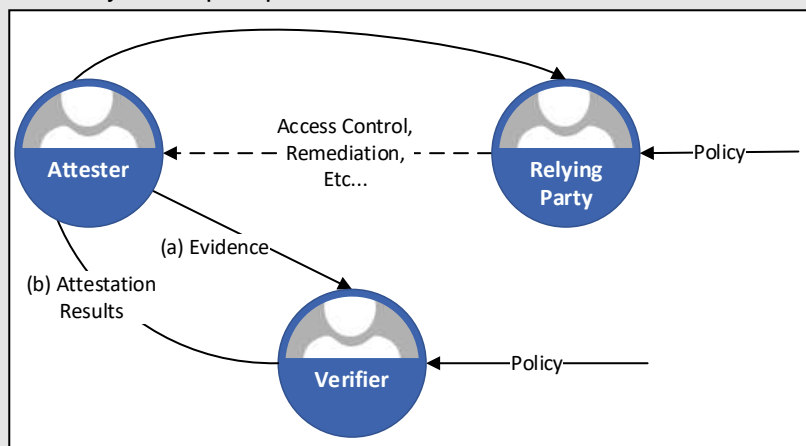 Access Control,
Remediation,
Etc...
Attester
Relying
Party
Policy
(a) Evidence
(b) Attestation
Results
Verifier
Policy